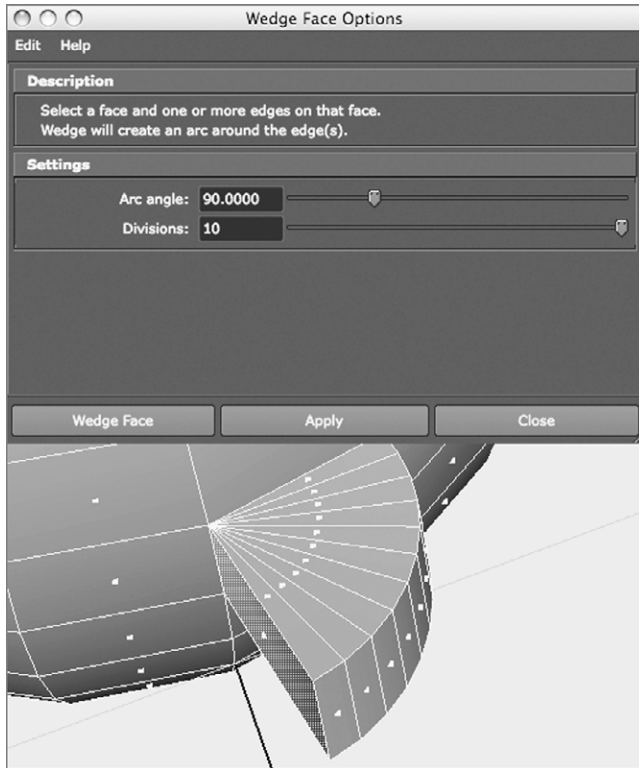 Wedge Face Options
Edit Help
Description
Select a face and one or more edges on that face.
Wedge will create an arc around the edge(s).
Settings
Arc angle: 90.0000
Divisions: 10
Wedge Face Apply Close